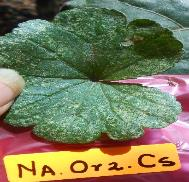 NA. Or2. Cs